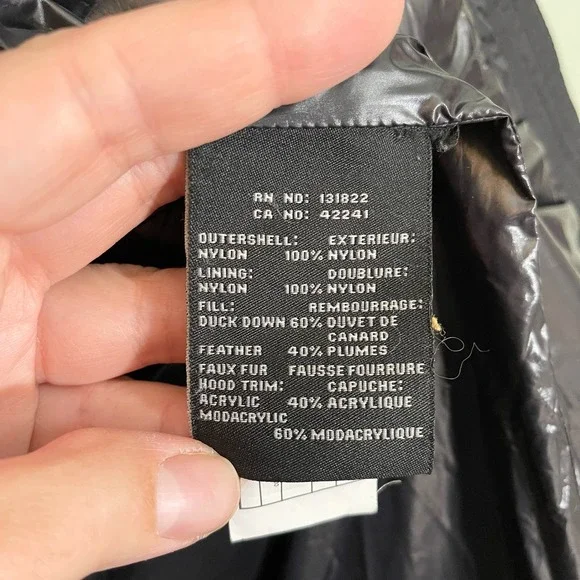 RN NO: 131822
CA NO: 42241
OUTERSHELL: EXTERIEUR:
NYLON 100% NYLON
LINING: DOUBLURE:
NYLON 100% NYLON
FILL: REMBOURRAGE:
DUCK DOWN 60% DUVET DE
CANARD
FEATHER 40% PLUMES
FAUX FUR FAUSSE FOURRURE
HOOD TRIM: CAPUCHE:
ACRYLIC 40% ACRYLIQUE
MODACRYLIC
60% MODACRYLIQUE